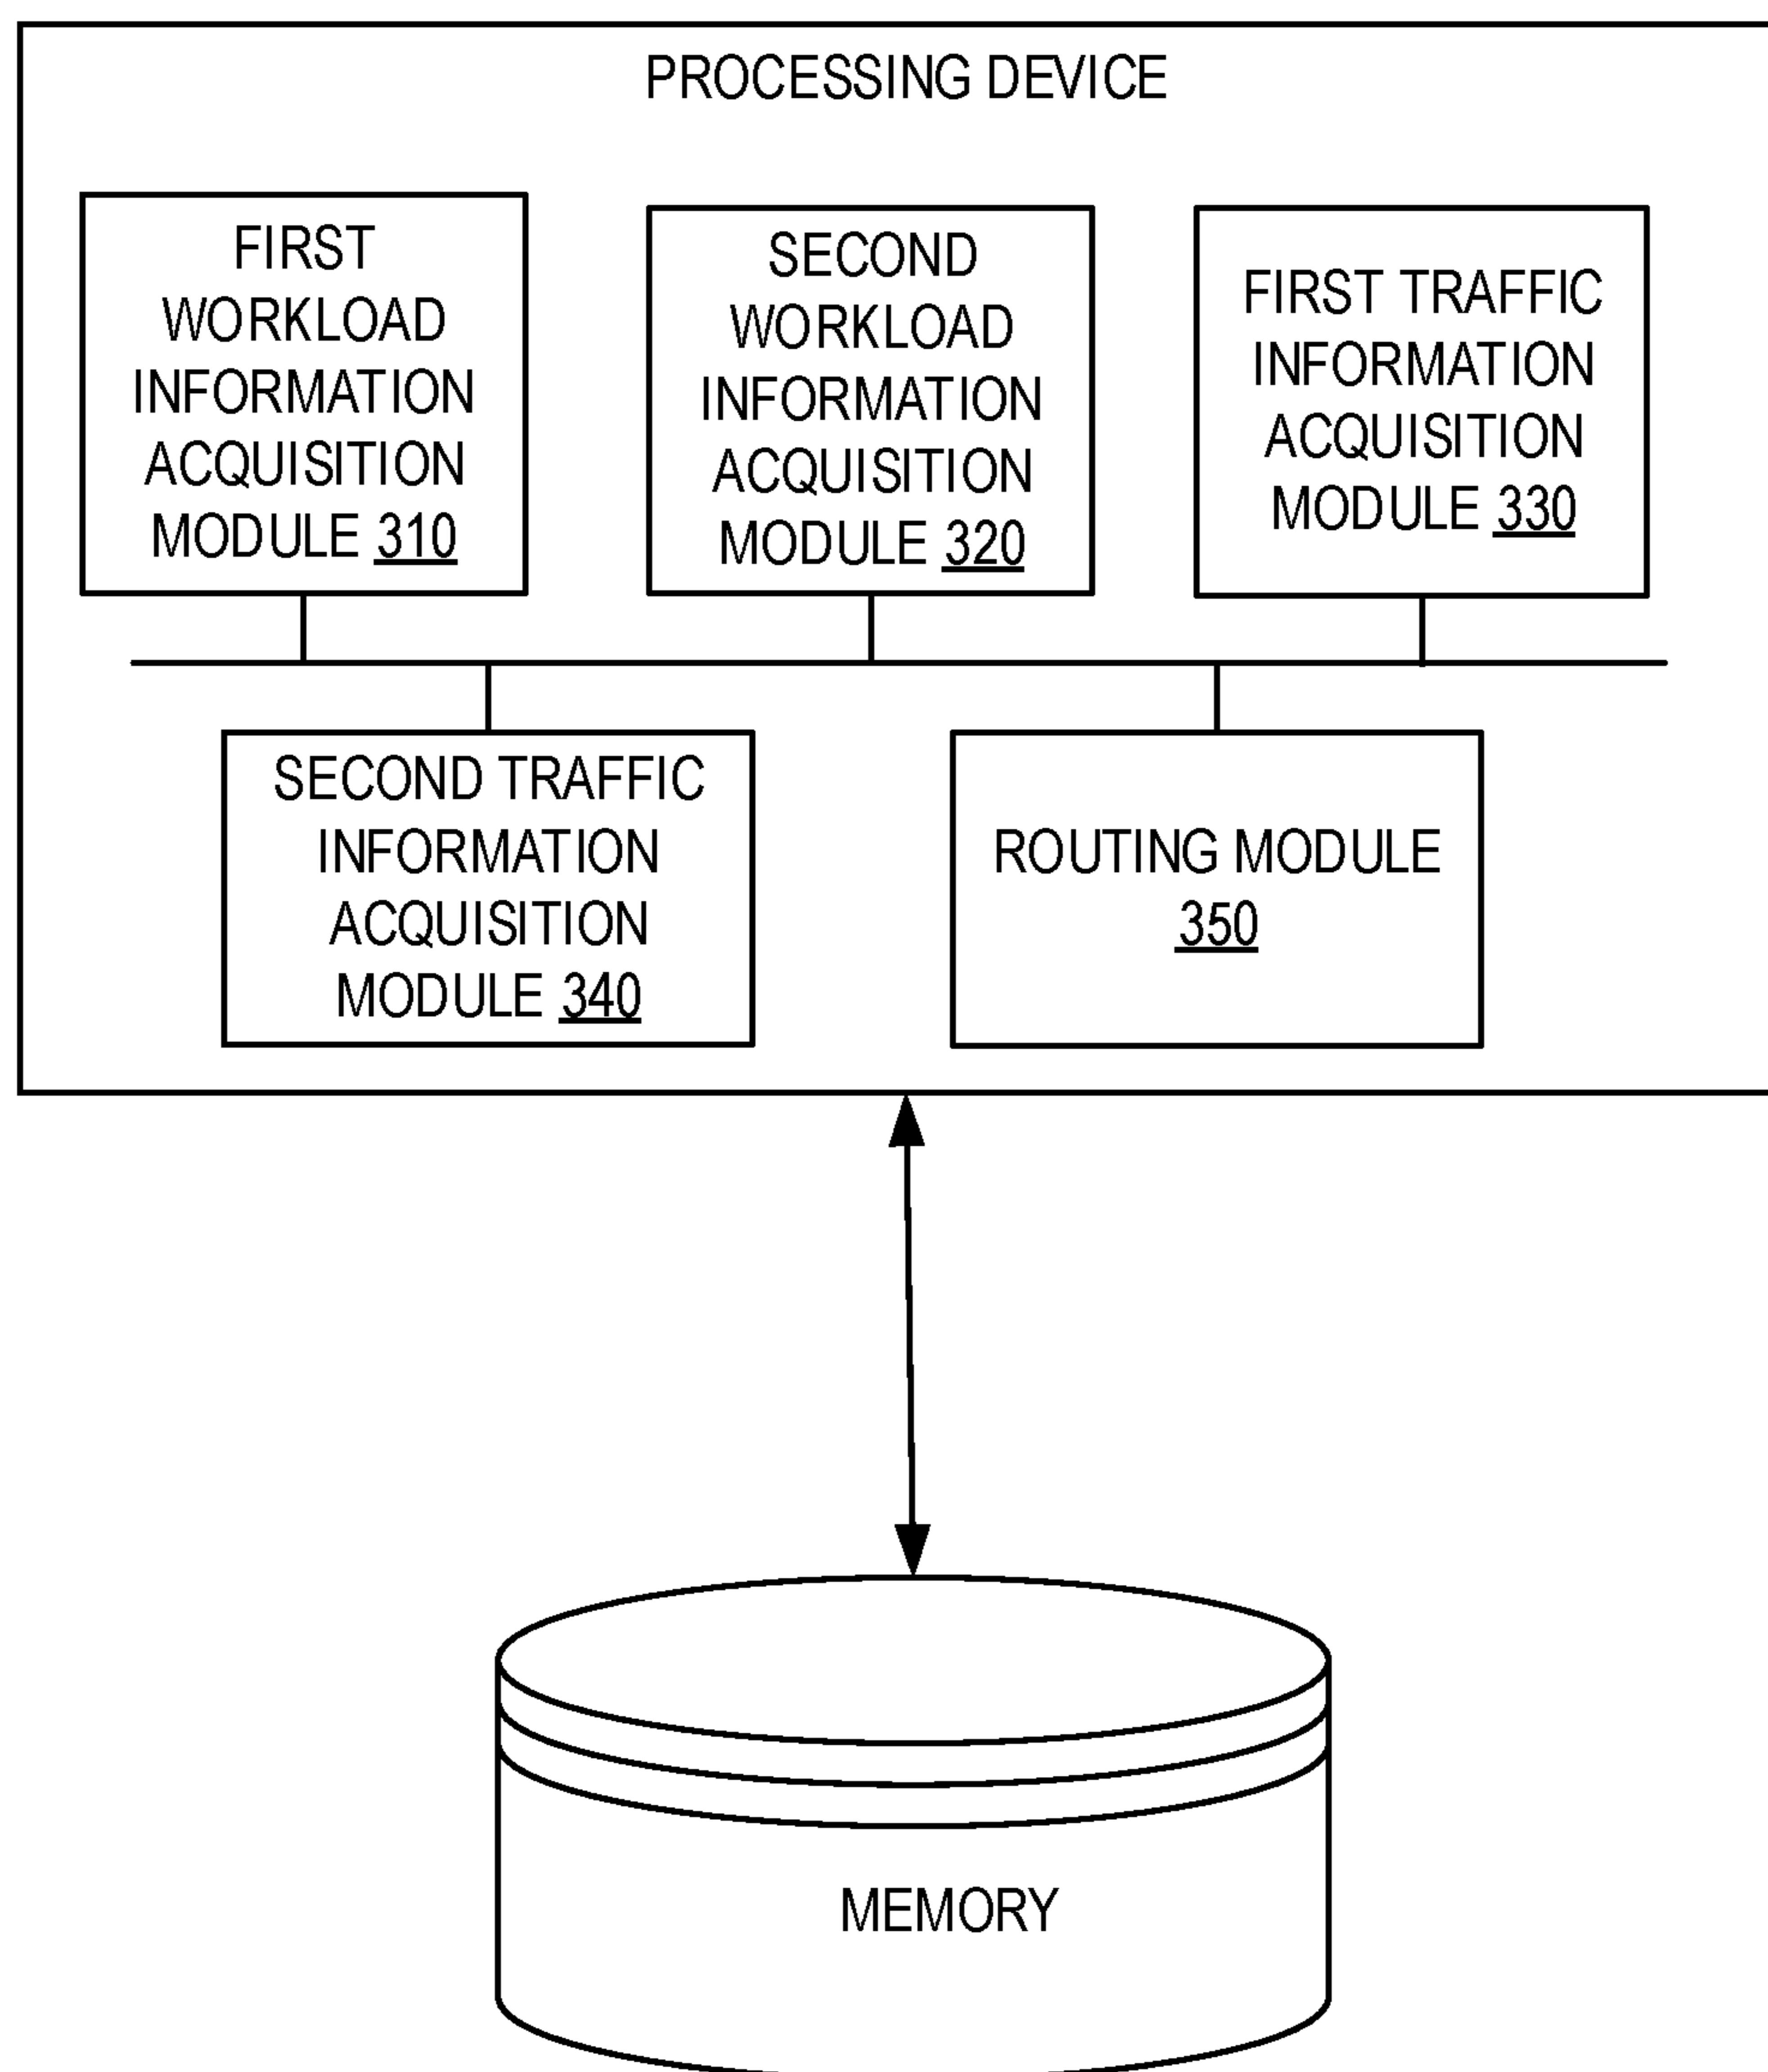 PROCESSING DEVICE
FIRST
WORKLOAD
INFORMATION
ACQUISITION
MODULE 310
SECOND
WORKLOAD
INFORMATION
ACQUISITION
MODULE 320
FIRST TRAFFIC
INFORMATION
ACQUISITION
MODULE 330
SECOND TRAFFIC
INFORMATION
ACQUISITION
MODULE 340
ROUTING MODULE
350
MEMORY